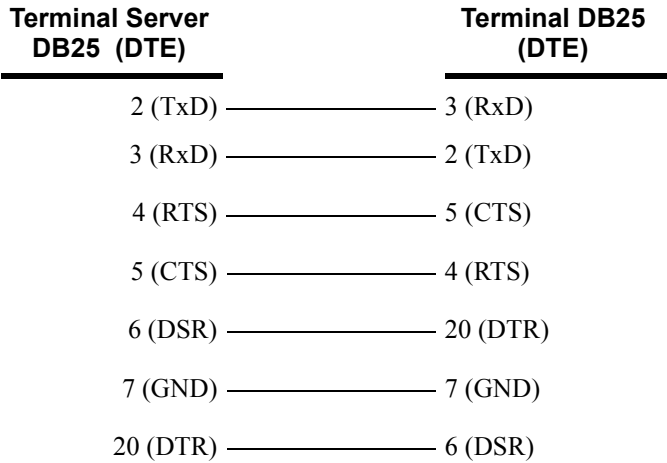 Terminal Server
DB25 (DTE)
Terminal DB25
(DTE)
2 (TxD) 3 (RxD)
3 (RxD) 2 (TxD)
4 (RTS) 5 (CTS)
5 (CTS) 4 (RTS)
6 (DSR) 20 (DTR)
7 (GND) 7 (GND)
20 (DTR) 6 (DSR)